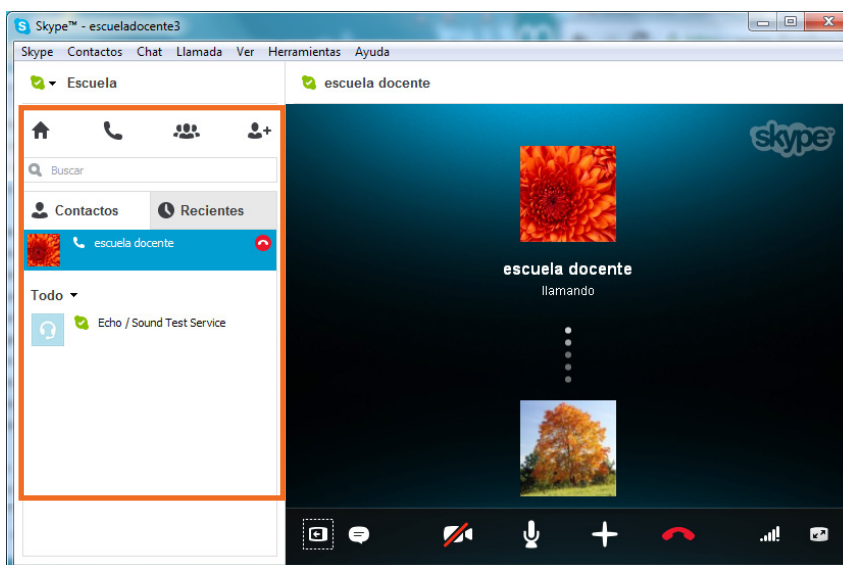 Skype™ - escueladocente3
Skype Contactos Chat Llamada Ver Herramientas Ayuda
Escuela
escuela docente
skype
Buscar
Contactos Recientes
escuela docente
escuela docente
llamando
Todo
Echo / Sound Test Service